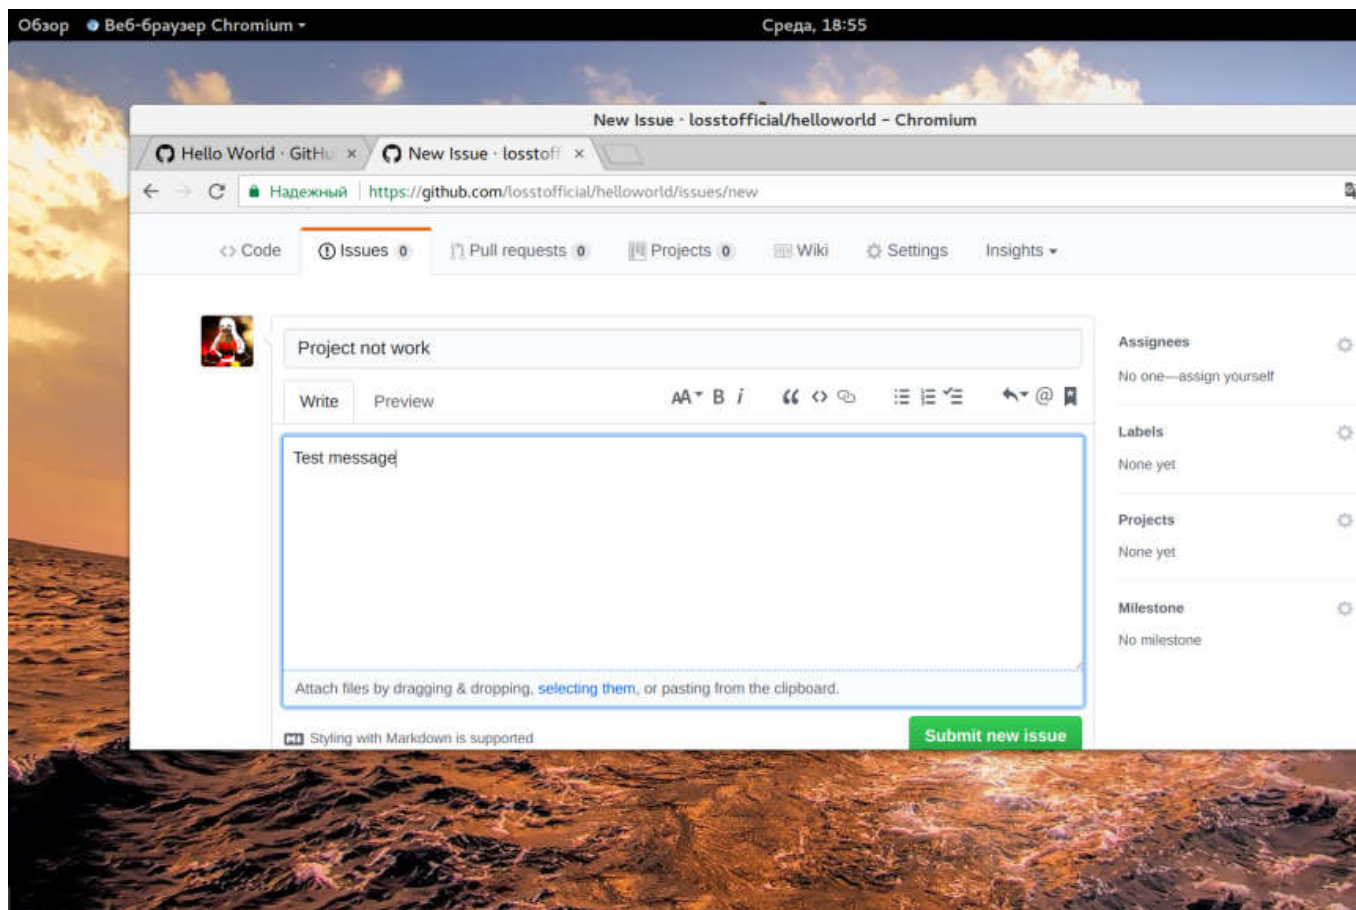 Обзор Веб-браузер Chromium Среда, 18:55
New Issue · losstofficial/helloworld - Chromium
Hello World · GitHu × New Issue · losstoff ×
Надежный https://github.com/losstofficial/helloworld/issues/new
<> Code Issues 0 Pull requests 0 Projects 0 Wiki Settings Insights
Project not work
Assignees
No one—assign yourself
Write Preview AA B i “ <> @
Labels
None yet
Test message
Projects
None yet
Milestone
No milestone
Attach files by dragging & dropping, selecting them, or pasting from the clipboard.
Styling with Markdown is supported
Submit new issue